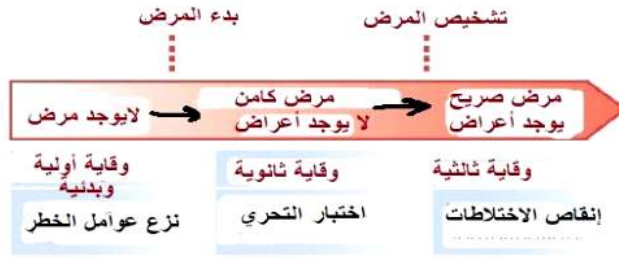 بدء المرض
تشخيص المرض
لايوجد مرض
مرض كامن
لا يوجد أعراض
مرض صريح
يوجد أعراض
وقاية أولية
وبدئية
نزع عوامل الخطر
وقاية ثانوية
اختبار التحري
وقاية ثالثية
إنقاص الاختلاطات